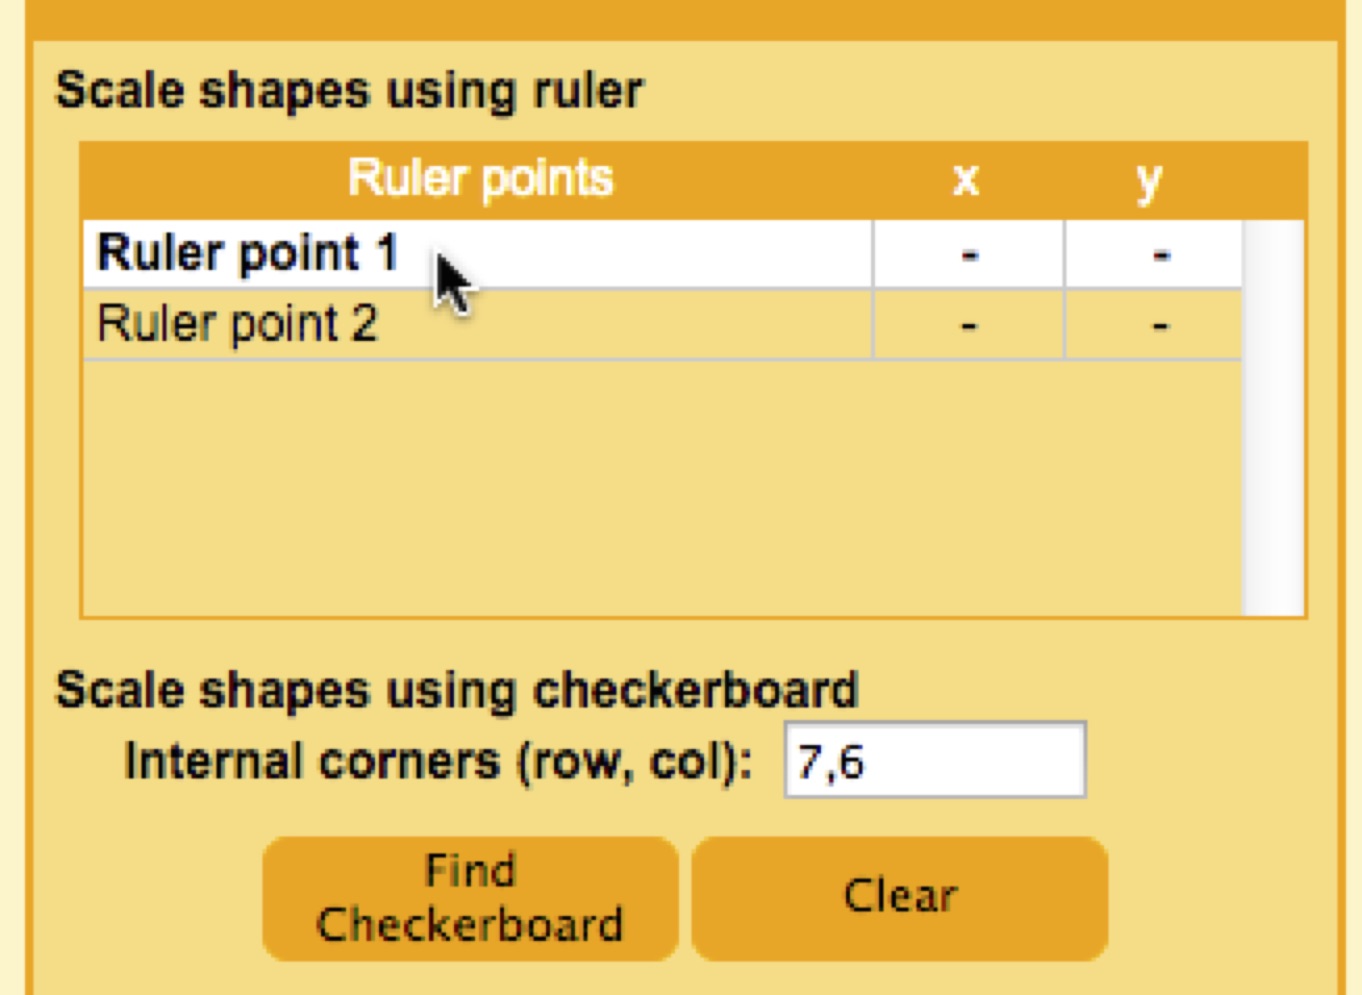 Scale shapes using ruler
Ruler points x y
Ruler point 1 - -
Ruler point 2 - -
Scale shapes using checkerboard
Internal corners (row, col): 7,6
Find
Checkerboard
Clear